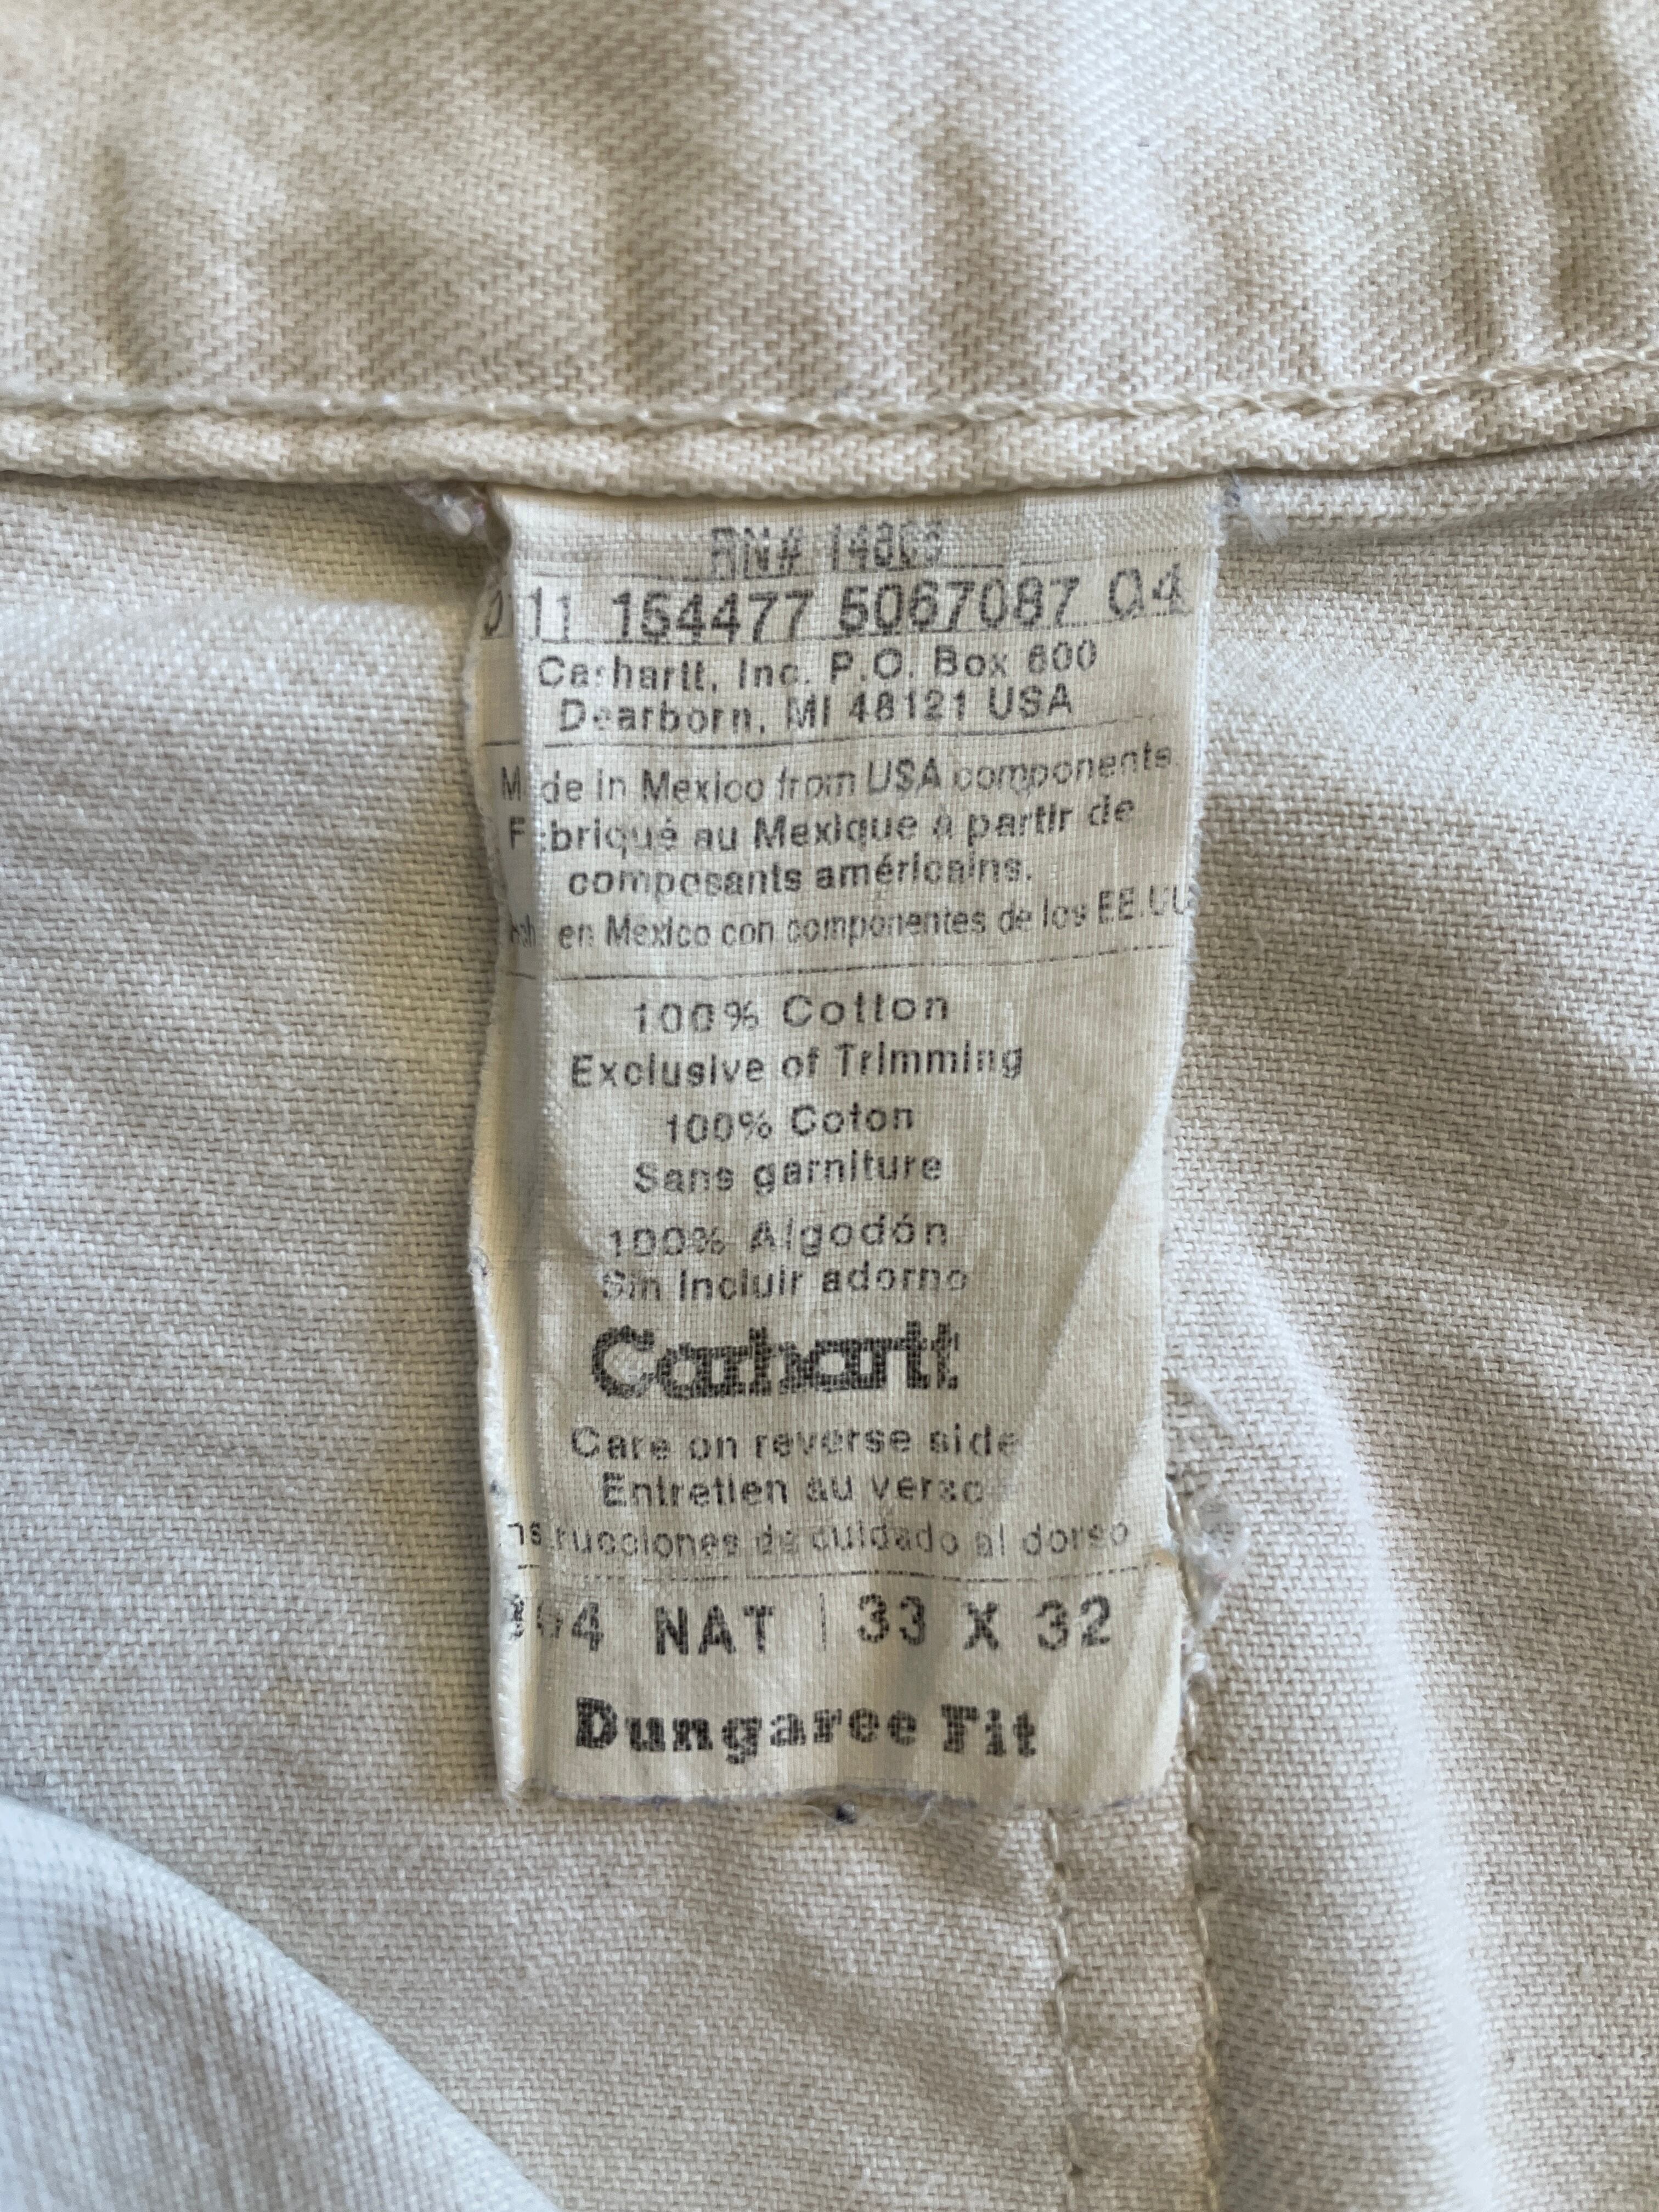 RN# 14806
011 154477 5067087 04
Carhartt, Inc. P.O. Box 600
Dearborn, MI 48121 USA
Made in Mexico from USA components.
Fabriqué au Mexique à partir de
composants américains.
en Mexico con componentes de los EE.UU
100% Cotton
Exclusive of Trimming
100% Coton
Sans garniture
100% Algodón
Sin incluir adorno
Carhartt
Care on reverse side
Entretien au verso
nstrucciones de cuidado al dorso
NAT | 33 X 32
Dungaree Fit